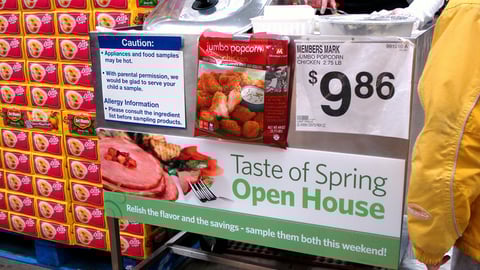 Caution:
• Appliances and food samples
may be hot.
• With parental permission, we
would be glad to serve your
child a sample.
Allergy Information
• Please consult the ingredient
list before sampling products.
jumbo popcorn
MEMBERS MARK
JUMBO POPCORN
CHICKEN 2.75 LB
$9.86
Taste of Spring
Open House
Relish the flavor and the savings - sample them both this weekend!